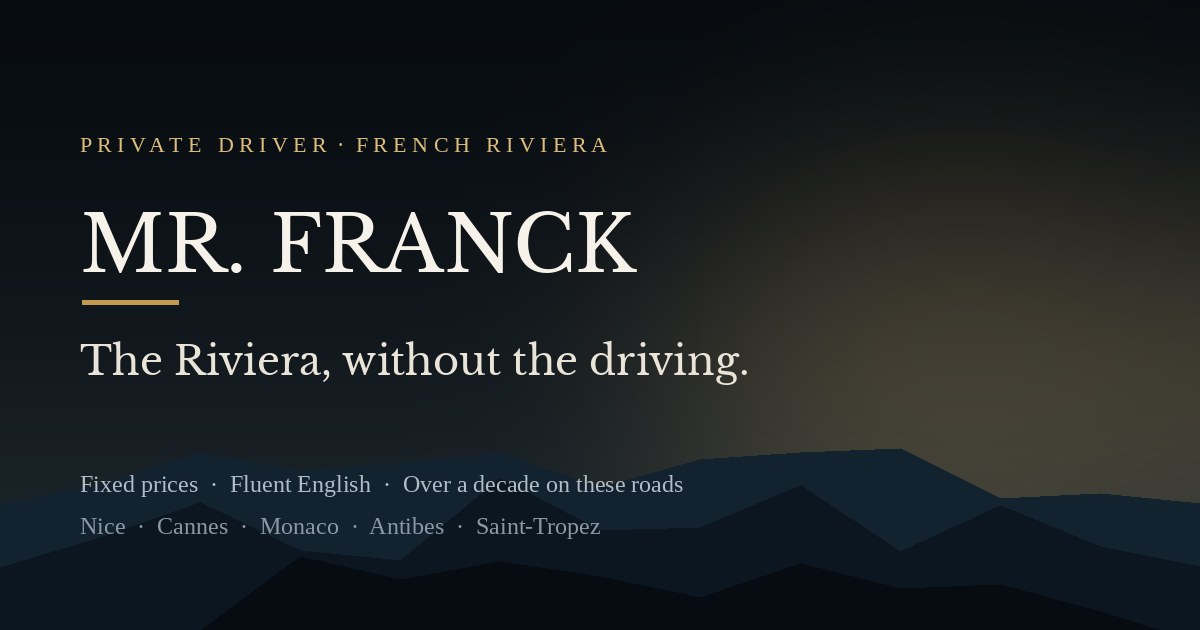 PRIVATE DRIVER · FRENCH RIVIERA
MR. FRANCK
The Riviera, without the driving.
Fixed prices · Fluent English · Over a decade on these roads
Nice · Cannes · Monaco · Antibes · Saint-Tropez